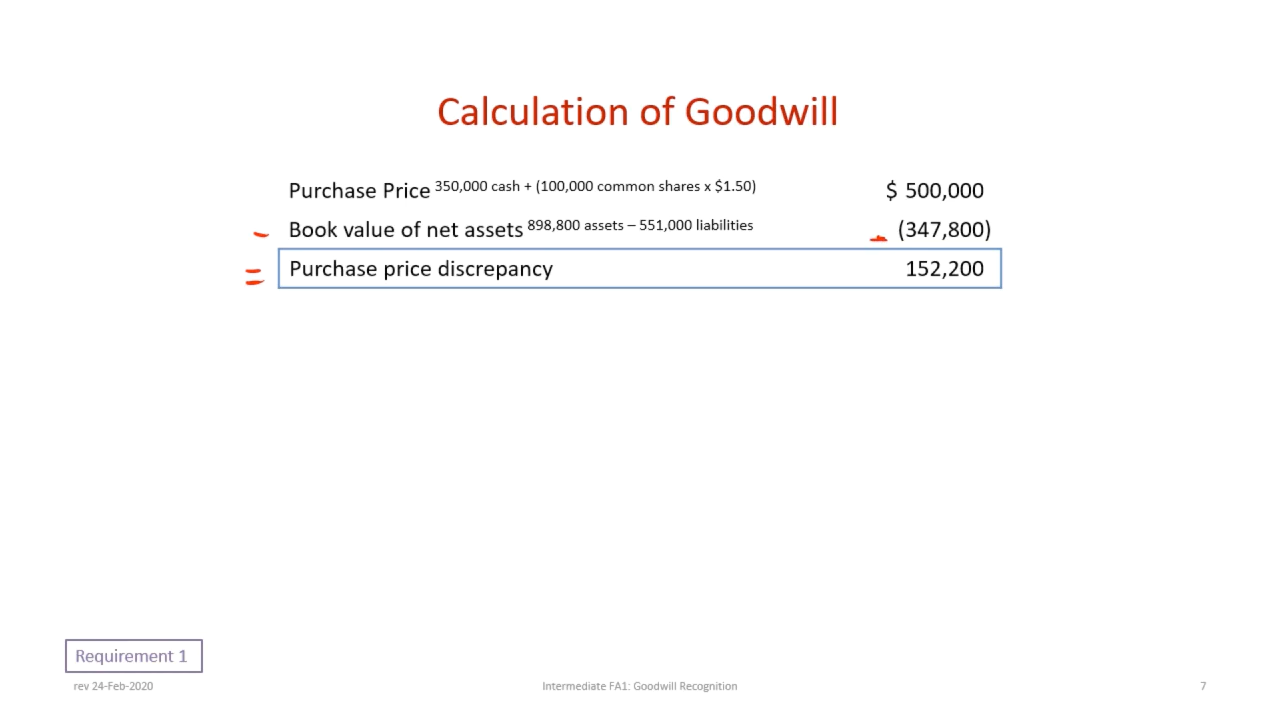 Calculation of Goodwill
Purchase Price 350,000 cash + (100,000 common shares x $1.50) $ 500,000
Book value of net assets 898,800 assets – 551,000 liabilities (347,800)
Purchase price discrepancy 152,200
Requirement 1
rev 24-Feb-2020 Intermediate FA1: Goodwill Recognition 7